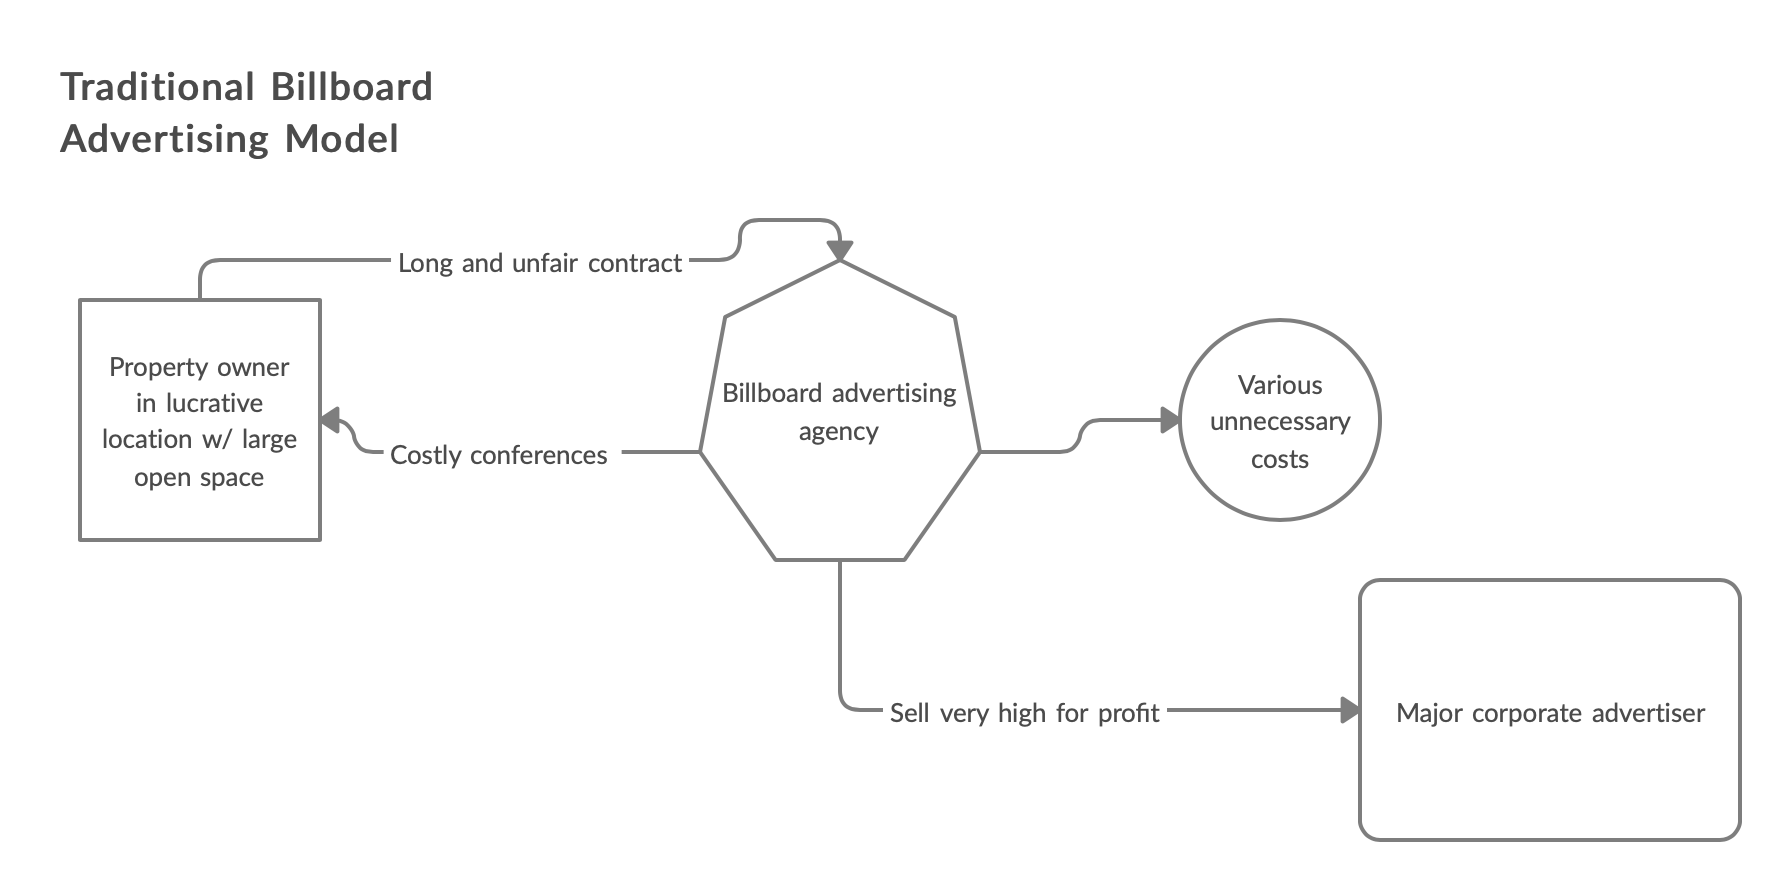 Traditional Billboard
Advertising Model
Long and unfair contract
Property owner
in lucrative
location w/ large
open space
Costly conferences
Billboard advertising
agency
Various
unnecessary
costs
Sell very high for profit
Major corporate advertiser